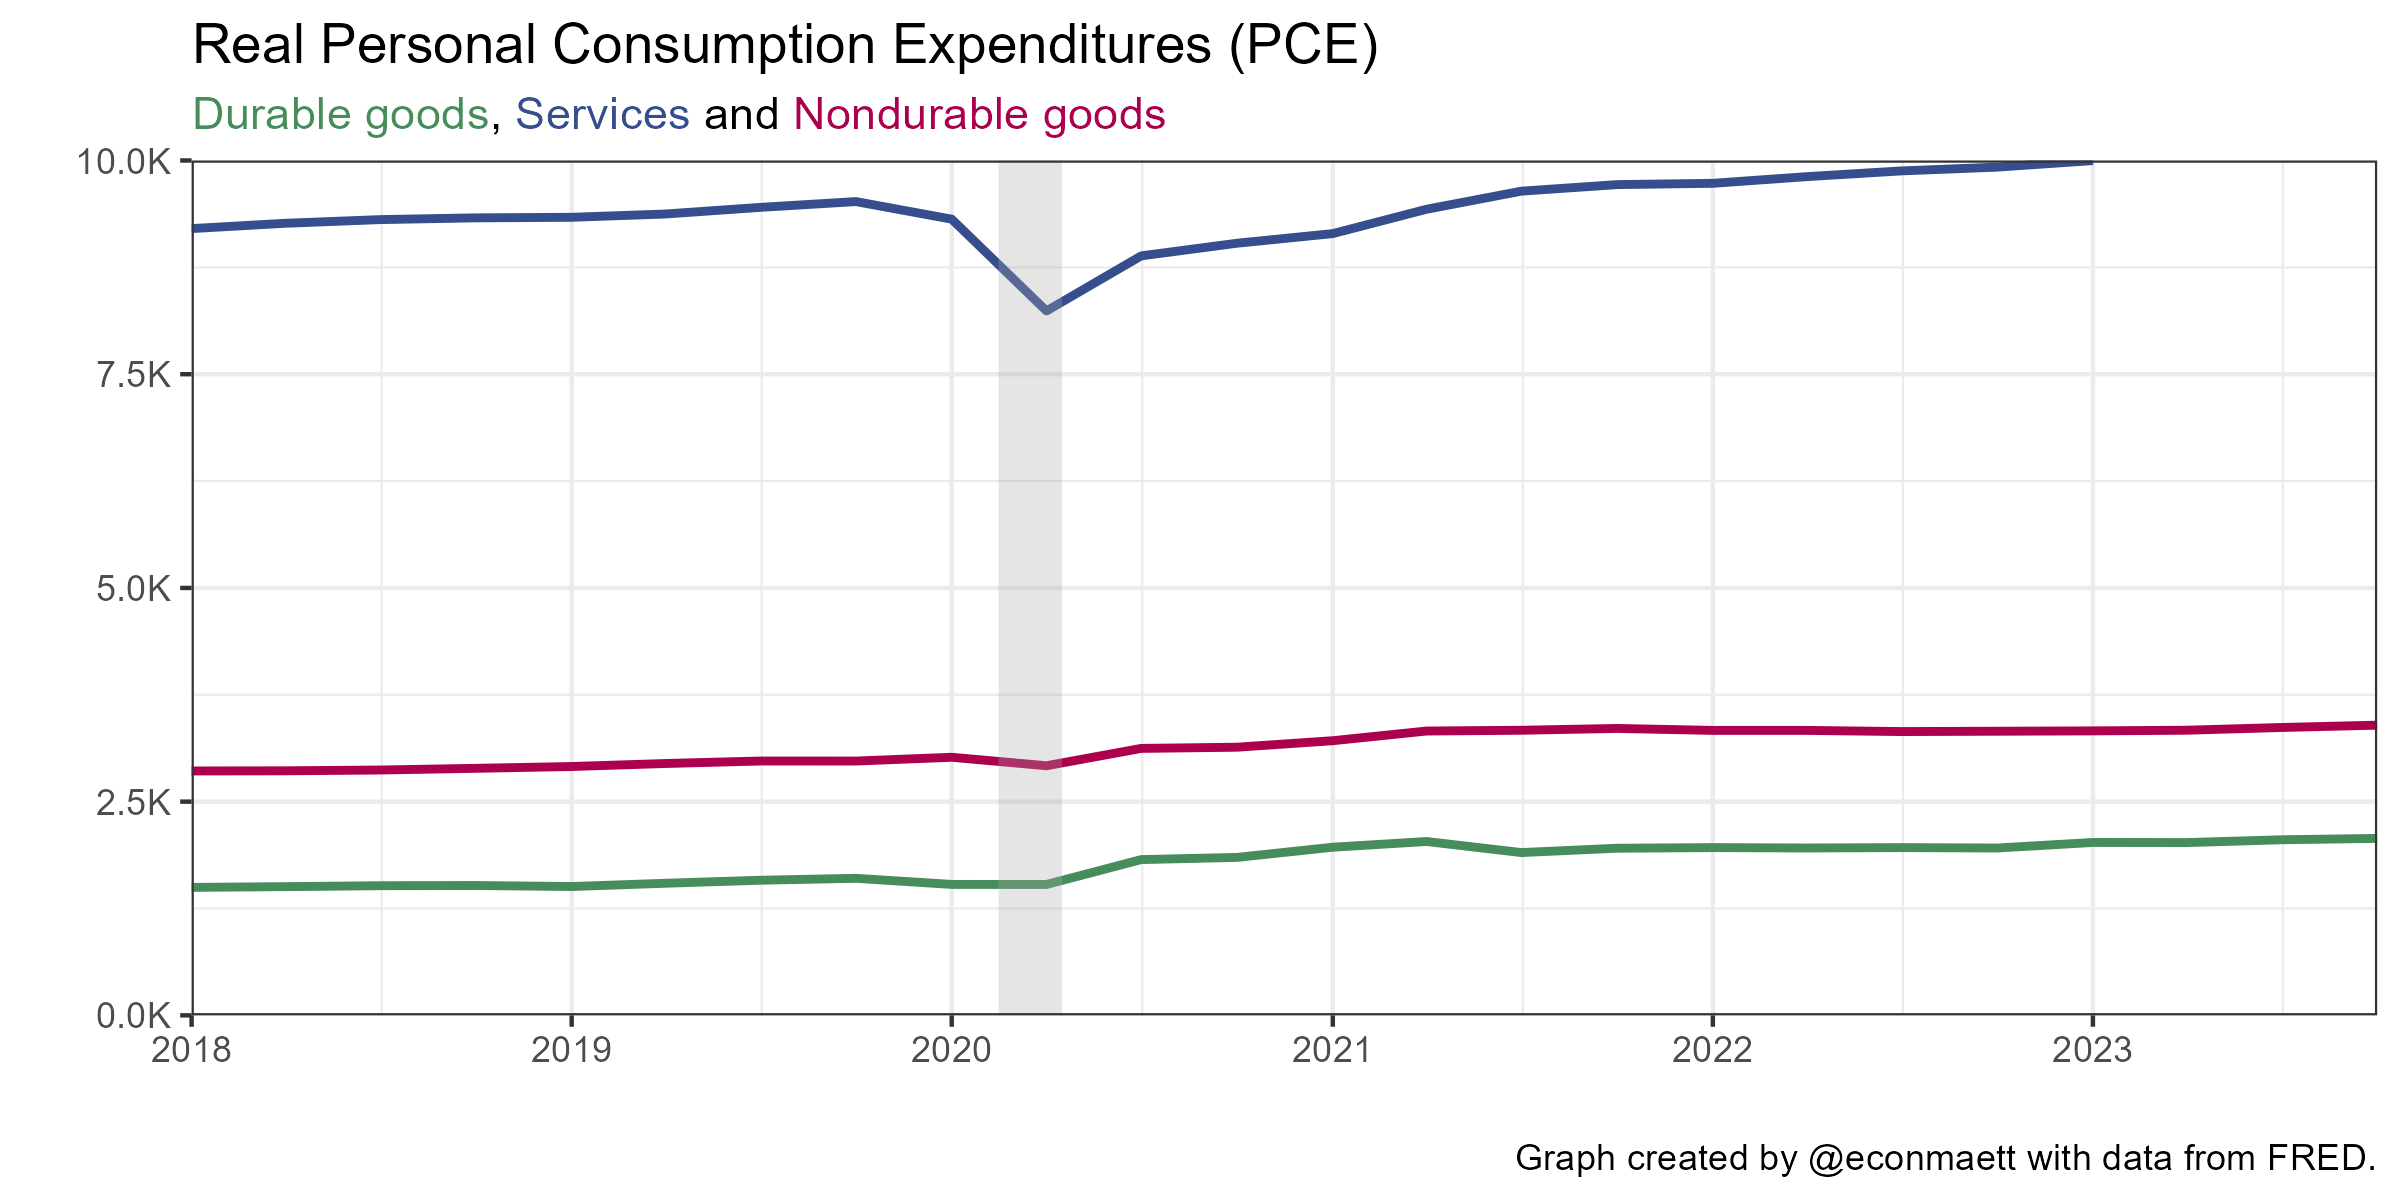 Real Personal Consumption Expenditures (PCE)
Durable goods, Services and Nondurable goods
10.0K
7.5K
5.0K
2.5K
0.0K
2018 2019 2020 2021 2022 2023
Graph created by @econmaett with data from FRED.